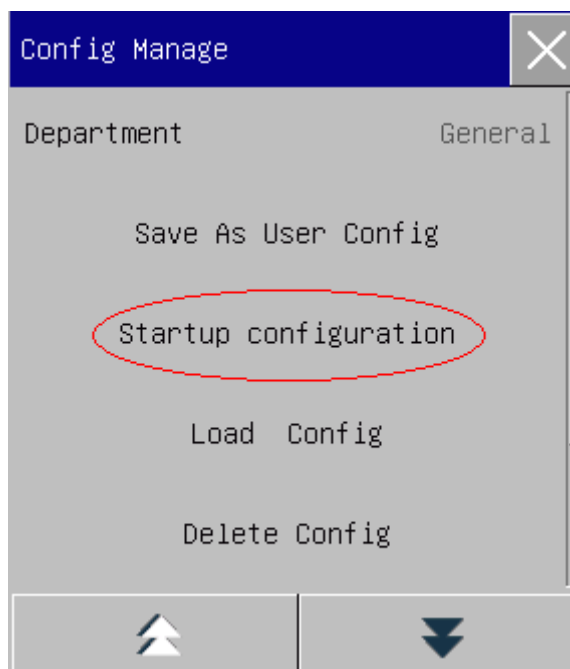 Config Manage
Department General
Save As User Config
Startup configuration
Load Config
Delete Config